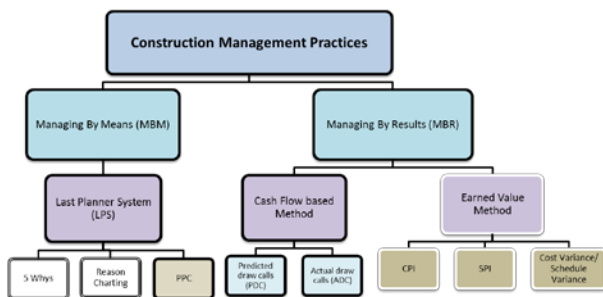 Construction Management Practices
Managing By Means (MBM)
Managing By Results (MBR)
Last Planner System
(LPS)
Cash Flow based
Method
Earned Value
Method
5 Whys
Reason
Charting
PPC
Predicted
draw calls
(PDC)
Actual draw
calls (ADC)
CPI
SPI
Cost Variance/
Schedule
Variance